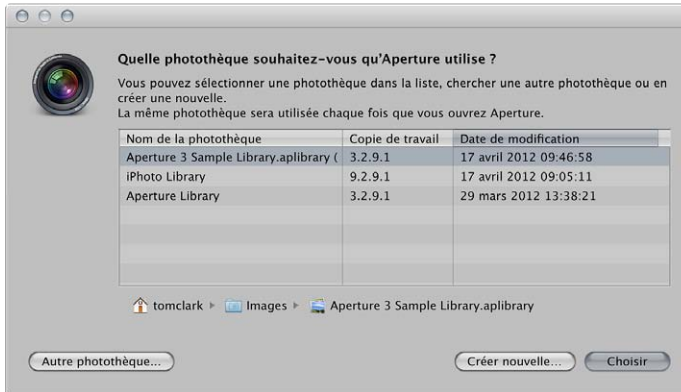 Quelle photothèque souhaitez-vous qu'Aperture utilise ?
Vous pouvez sélectionner une photothèque dans la liste, chercher une autre photothèque ou en
créer une nouvelle.
La même photothèque sera utilisée chaque fois que vous ouvrez Aperture.
Nom de la photothèque Copie de travail Date de modification
Aperture 3 Sample Library.aplibrary ( 3.2.9.1 17 avril 2012 09:46:58
iPhoto Library 9.2.9.1 17 avril 2012 09:05:11
Aperture Library 3.2.9.1 29 mars 2012 13:38:21
tomclark ▸ Images ▸ Aperture 3 Sample Library.aplibrary
Autre photothèque... Créer nouvelle... Choisir